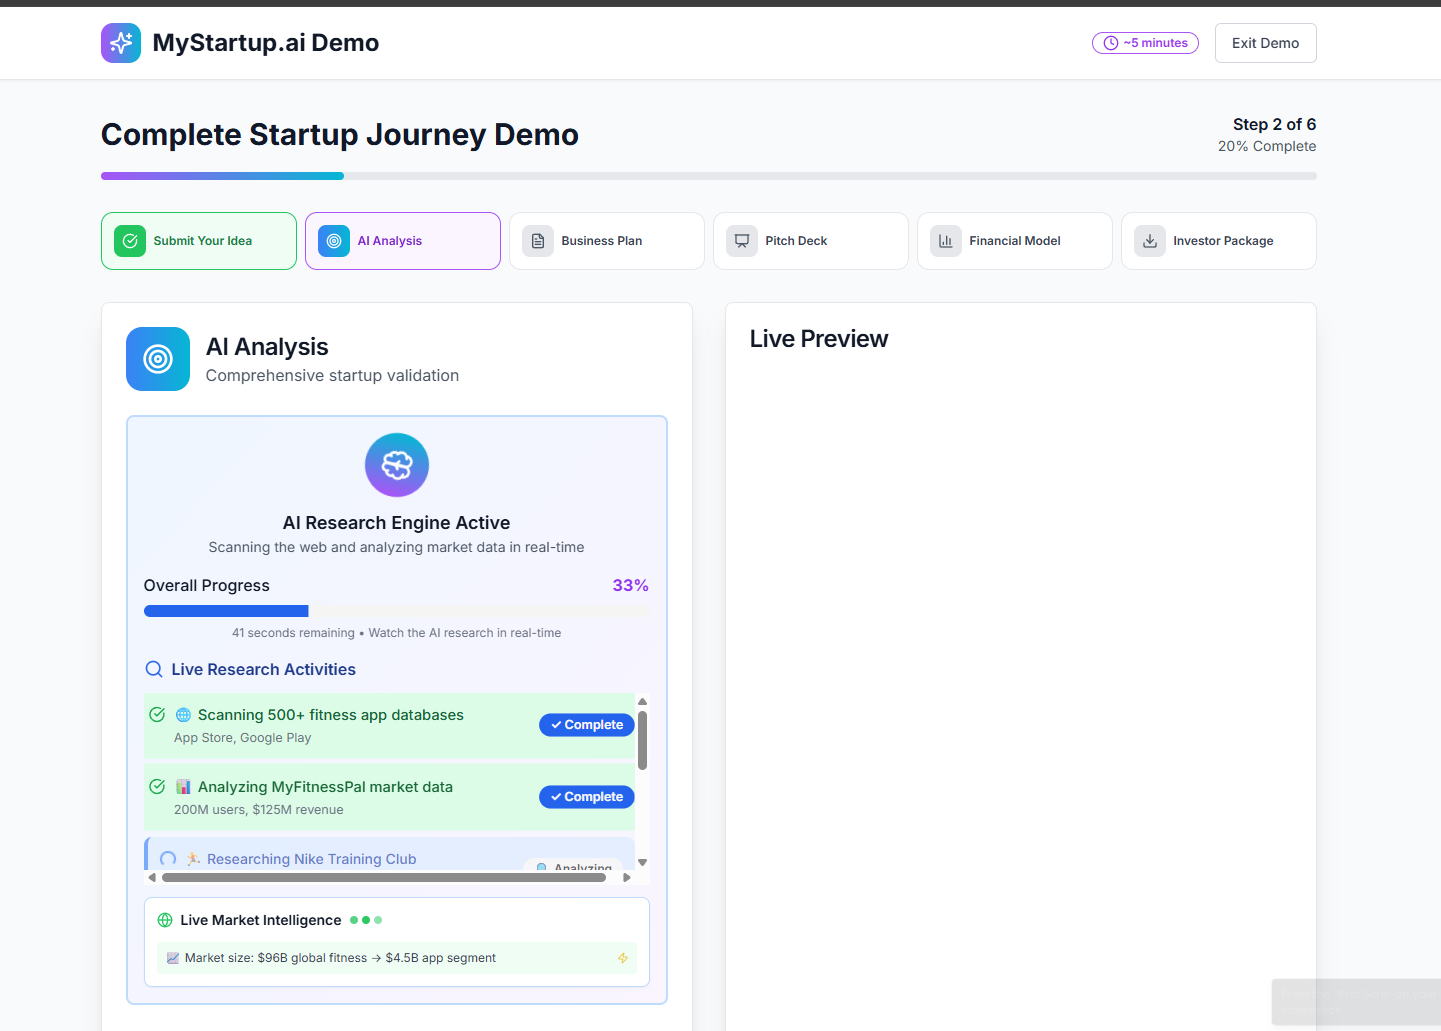 MyStartup.ai Demo
~5 minutes
Exit Demo
Complete Startup Journey Demo
Step 2 of 6
20% Complete
Submit Your Idea
AI Analysis
Business Plan
Pitch Deck
Financial Model
Investor Package
AI Analysis
Comprehensive startup validation
AI Research Engine Active
Scanning the web and analyzing market data in real-time
Overall Progress
33%
41 seconds remaining • Watch the AI research in real-time
Live Research Activities
🌐 Scanning 500+ fitness app databases
App Store, Google Play
✓ Complete
📊 Analyzing MyFitnessPal market data
200M users, $125M revenue
✓ Complete
🏃 Researching Nike Training Club
🔍 Analyzing
Live Market Intelligence
📈 Market size: $96B global fitness → $4.5B app segment
Live Preview